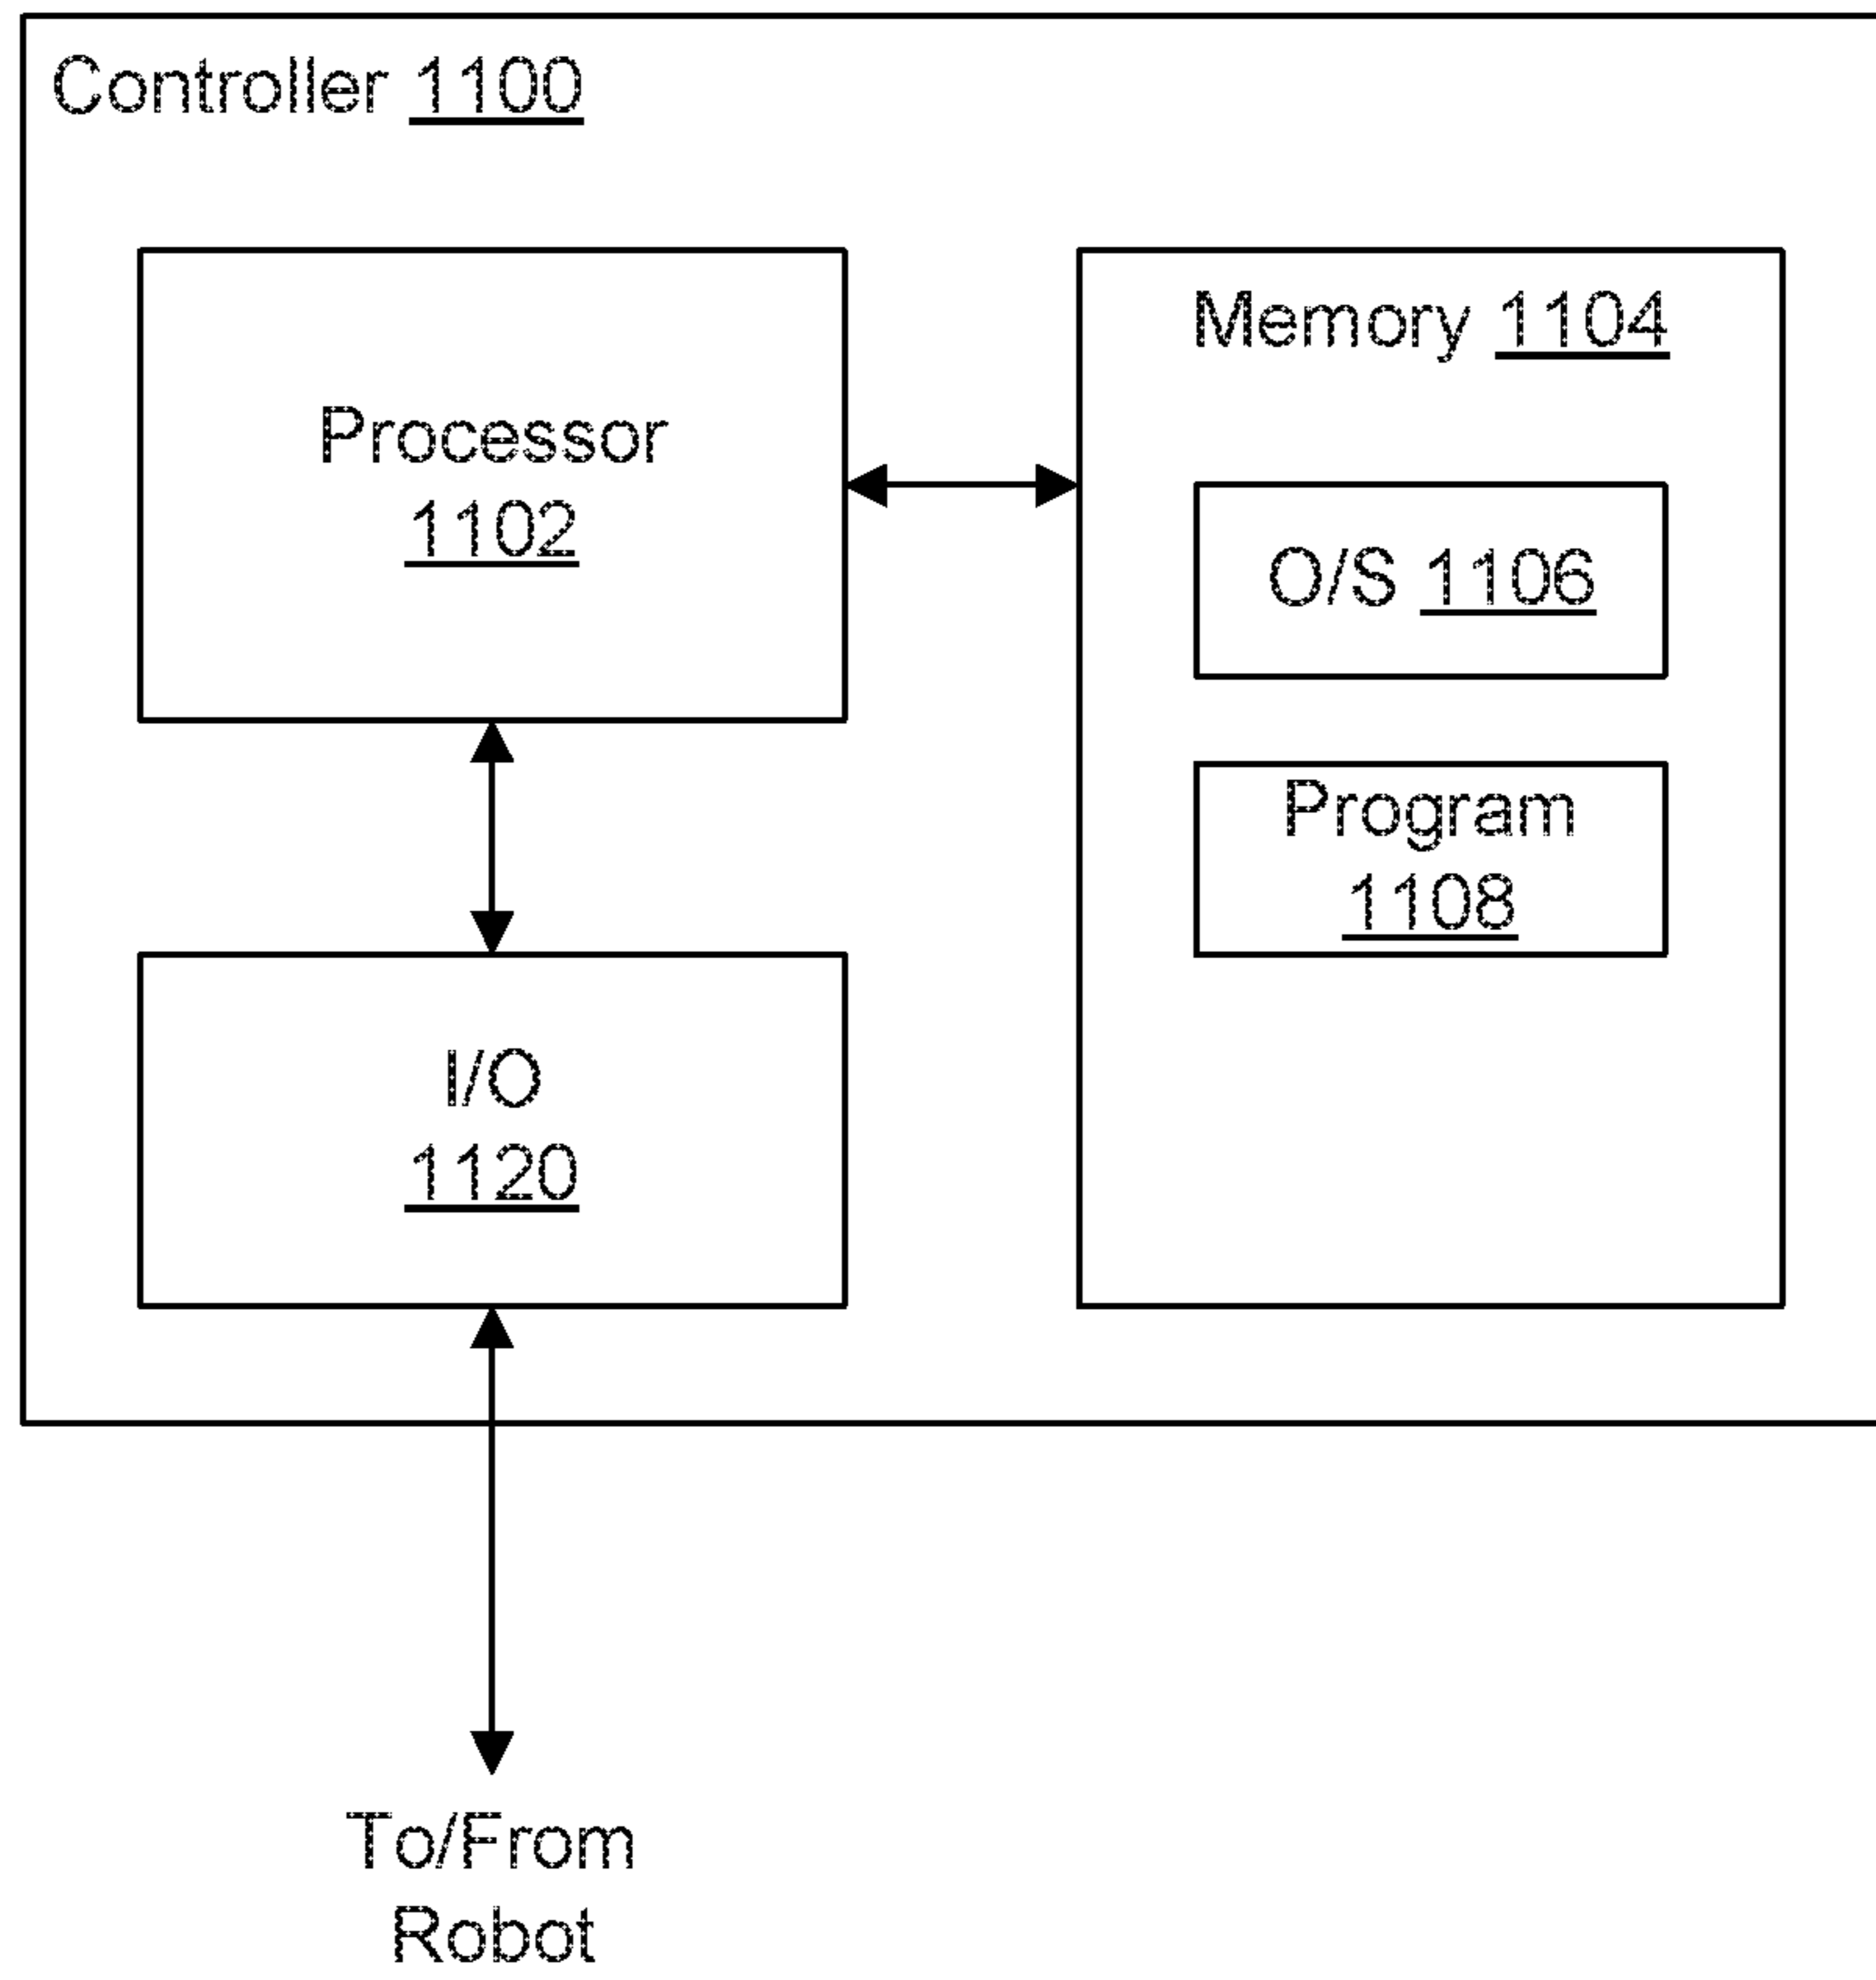 Controller 1100
Processor
1102
Memory 1104
O/S 1106
Program
1108
I/O
1120
To/From
Robot